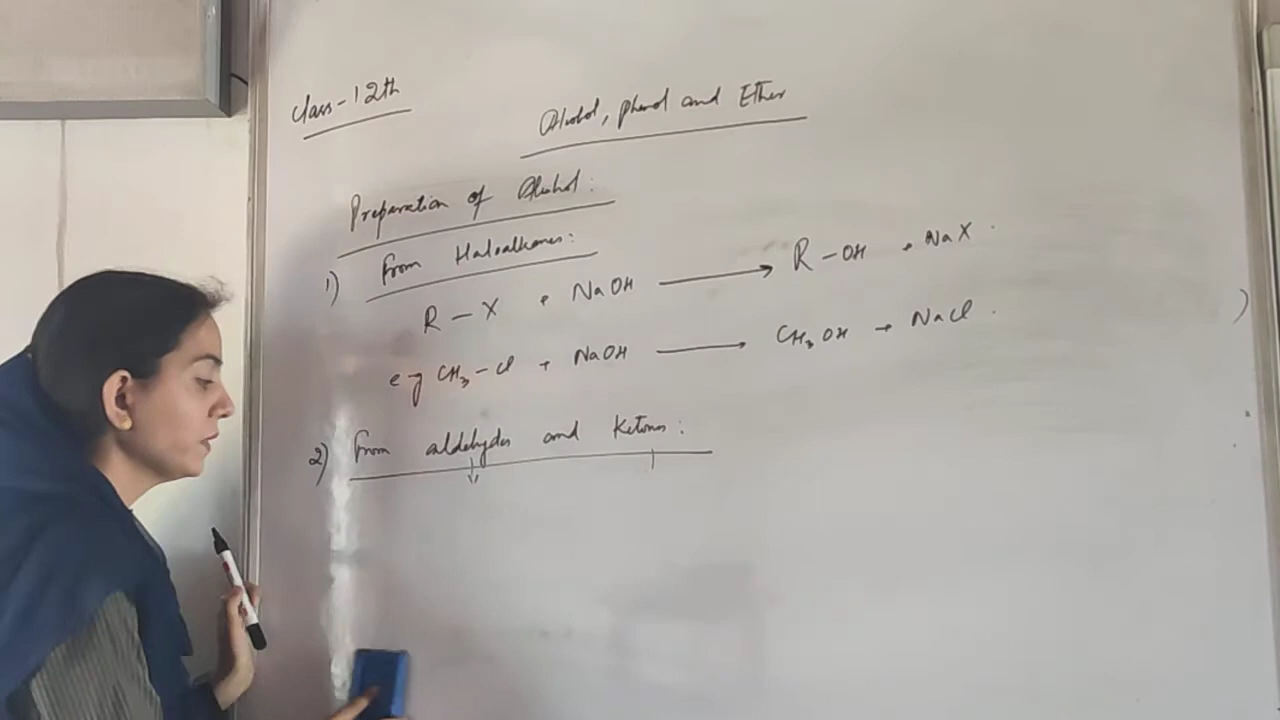 Class-12th
Alcohol, phenol and Ether
Preparation of Alcohol:
1) From Haloalkanes:
R - X + NaOH → R - OH + NaX.
e-g CH₃ - Cl + NaOH → CH₃OH + NaCl.
2) From aldehydes and Ketones: